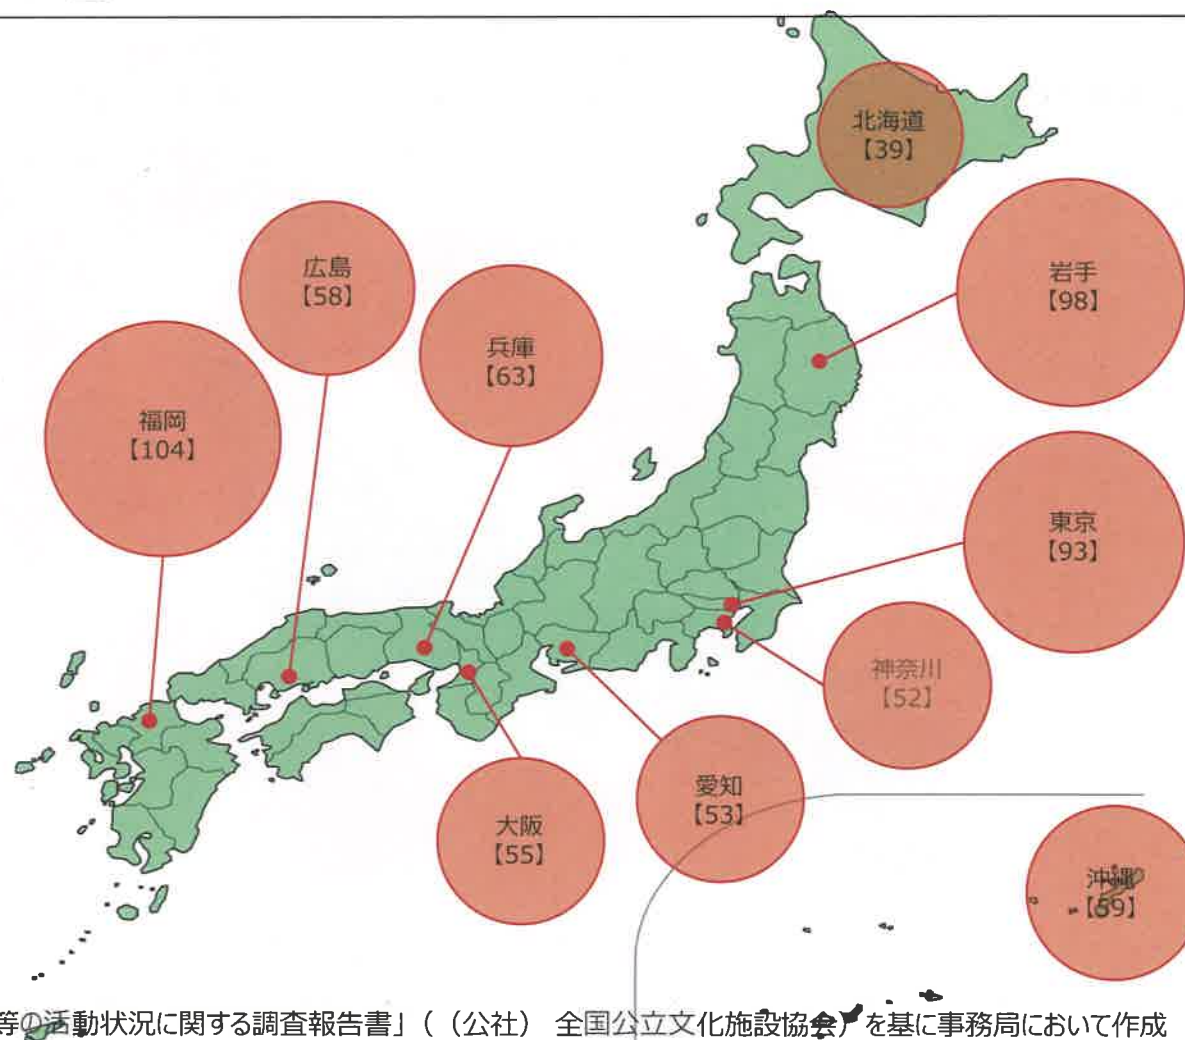 北海道
【39】
岩手
【98】
広島
【58】
兵庫
【63】
福岡
【104】
東京
【93】
神奈川
【52】
愛知
【53】
大阪
【55】
沖縄
【59】
等の活動状況に関する調査報告書」（（公社） 全国公立文化施設協会）を基に事務局において作成